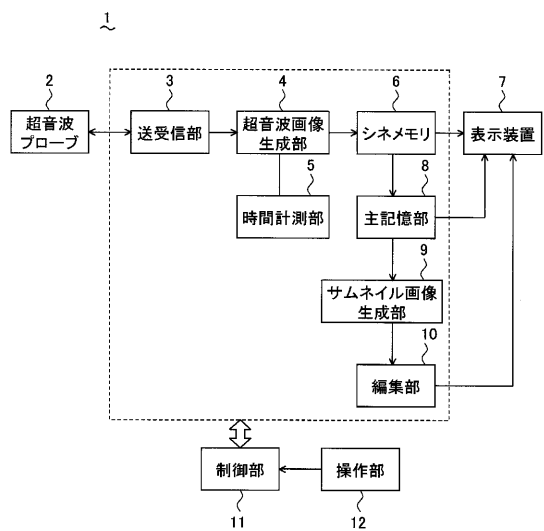 1
2
3
4
6
7
超音波
プローブ
送受信部
超音波画像
生成部
シネメモリ
表示装置
5
8
時間計測部
主記憶部
9
サムネイル画像
生成部
10
編集部
制御部
操作部
11
12